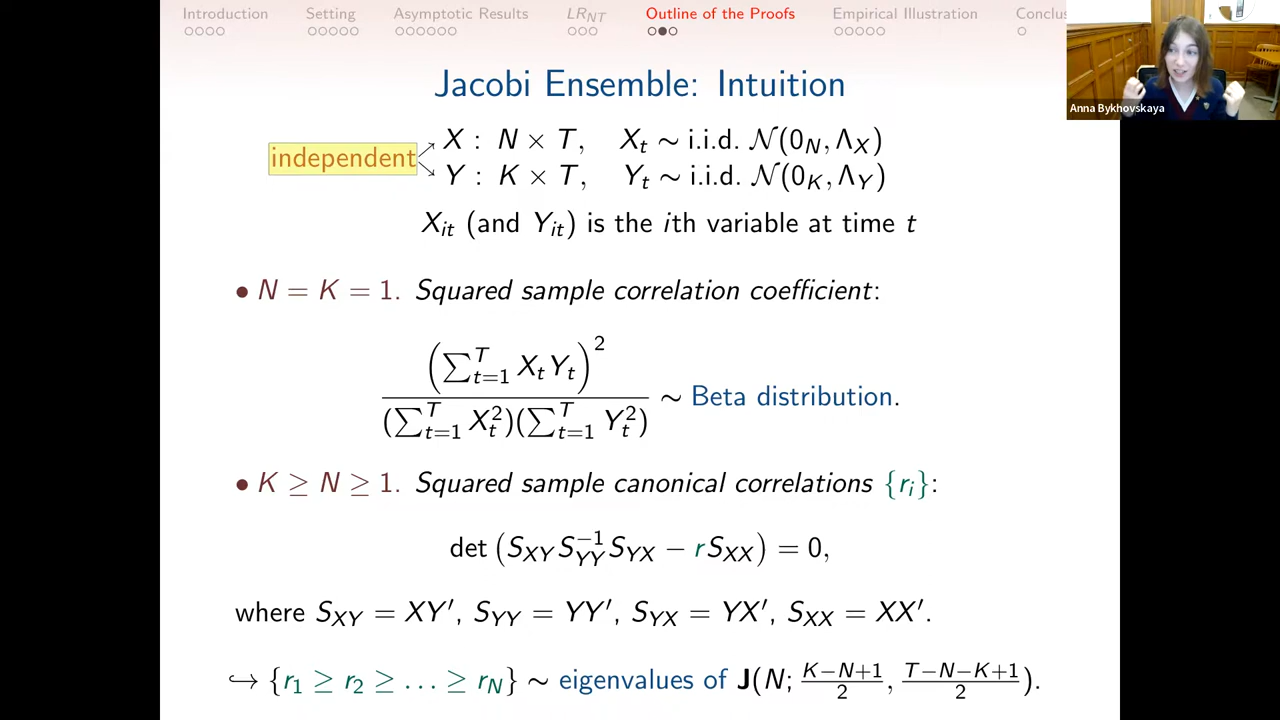 Introduction Setting Asymptotic Results LR_NT Outline of the Proofs Empirical Illustration Conclus
Anna Bykhovskaya
Jacobi Ensemble: Intuition
independent
X : N × T, X_t ∼ i.i.d. 𝒩(0_N, Λ_X)
Y : K × T, Y_t ∼ i.i.d. 𝒩(0_K, Λ_Y)
X_it (and Y_it) is the ith variable at time t
• N = K = 1. Squared sample correlation coefficient:
(∑_{t=1}^T X_t Y_t)^2 / (∑_{t=1}^T X_t^2)(∑_{t=1}^T Y_t^2) ∼ Beta distribution.
• K ≥ N ≥ 1. Squared sample canonical correlations {r_i}:
det (S_XY S_YY^{-1} S_YX − r S_XX) = 0,
where S_XY = XY′, S_YY = YY′, S_YX = YX′, S_XX = XX′.
↪ {r_1 ≥ r_2 ≥ … ≥ r_N} ∼ eigenvalues of J(N; (K−N+1)/2, (T−N−K+1)/2).